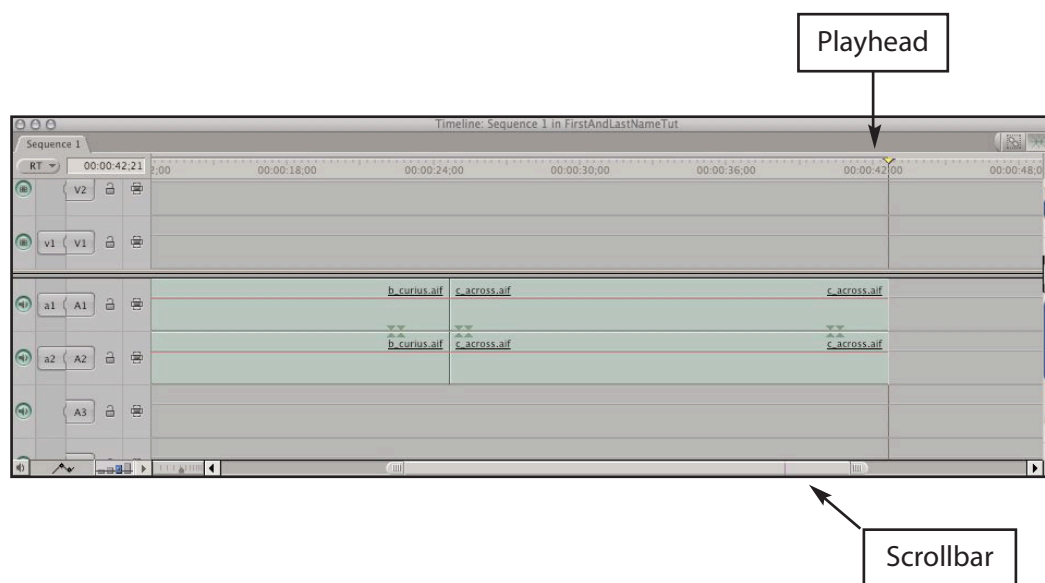 Playhead
Timeline: Sequence 1 in FirstAndLastNameTut
Sequence 1
RT 00:00:42;21 2;00 00:00:18;00 00:00:24;00 00:00:30;00 00:00:36;00 00:00:42;00 00:00:48;0
V2
v1 V1
a1 A1 b_curius.aif c_across.aif c_across.aif
a2 A2 b_curius.aif c_across.aif c_across.aif
A3
Scrollbar